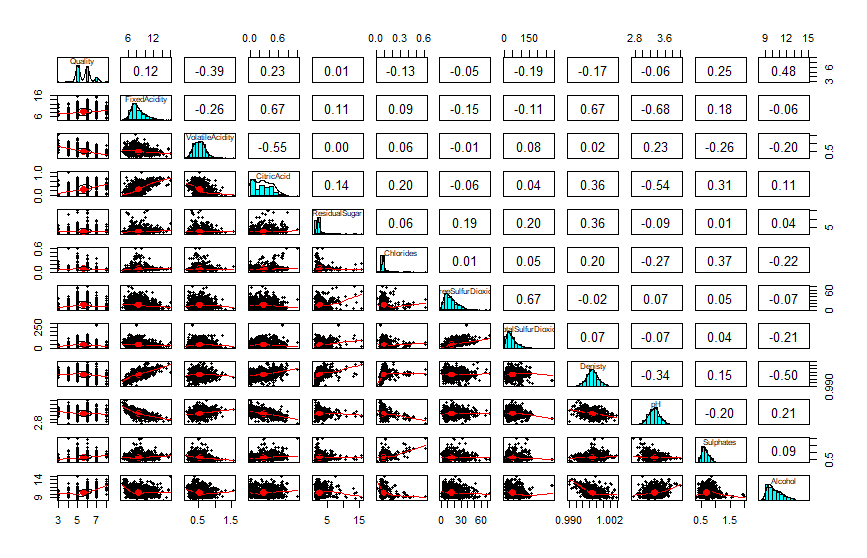 6 12 0.0 0.6 0.0 0.3 0.6 0 150 2.8 3.6 9 11 13 15
Quality 0.12 -0.39 0.23 0.01 -0.13 -0.05 -0.19 -0.17 -0.06 0.25 0.48 3 6
6 16 FixedAcidity -0.26 0.67 0.11 0.09 -0.15 -0.11 0.67 -0.68 0.18 -0.06
VolatileAcidity -0.55 0.00 0.06 -0.01 0.08 0.02 0.23 -0.26 -0.20 0.5
0.0 1.0 CitricAcid 0.14 0.20 -0.06 0.04 0.36 -0.54 0.31 0.11
ResidualSugar 0.06 0.19 0.20 0.36 -0.09 0.01 0.04 5
0.0 0.6 Chlorides 0.01 0.05 0.20 -0.27 0.37 -0.22
reeSulfurDioxid 0.67 -0.02 0.07 0.05 -0.07 0 60
0 250 otalSulfurDioxid 0.07 -0.07 0.04 -0.21
Depisty -0.34 0.15 -0.50 0.990
2.8 pH -0.20 0.21
Sulphates 0.09 0.5
9 14 Alcohol
3 5 7 0.5 1.5 5 15 0 30 60 0.990 1.002 0.5 1.5